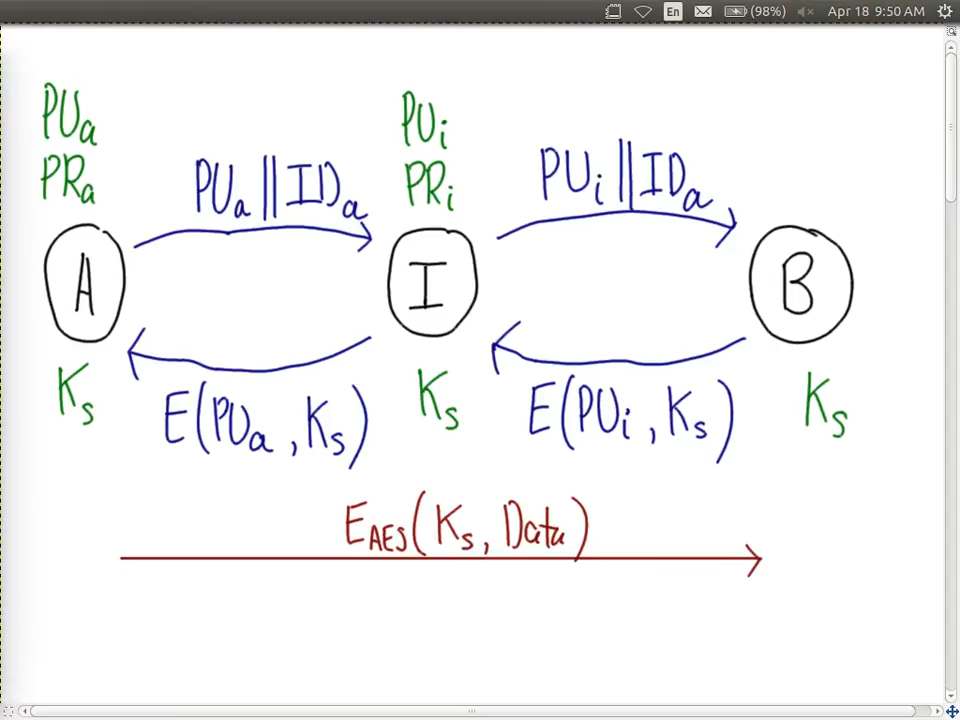 En (98%) Apr 18 9:50 AM
PUa
PRa
PUa || IDa
PUi
PRi
PUi || IDa
A
I
B
Ks
E(PUa, Ks)
Ks
E(PUi, Ks)
Ks
EAES(Ks, Data)